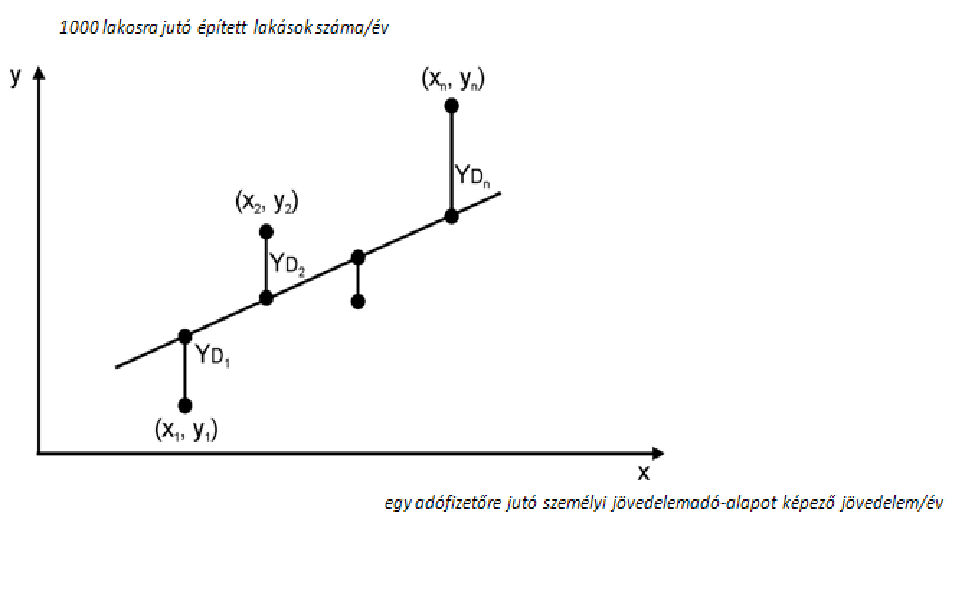 1000 lakosra jutó épített lakások száma/év
y
(xₙ, yₙ)
YDₙ
(x₂, y₂)
YD₂
YD₁
(x₁, y₁)
x
egy adófizetőre jutó személyi jövedelemadó-alapot képező jövedelem/év